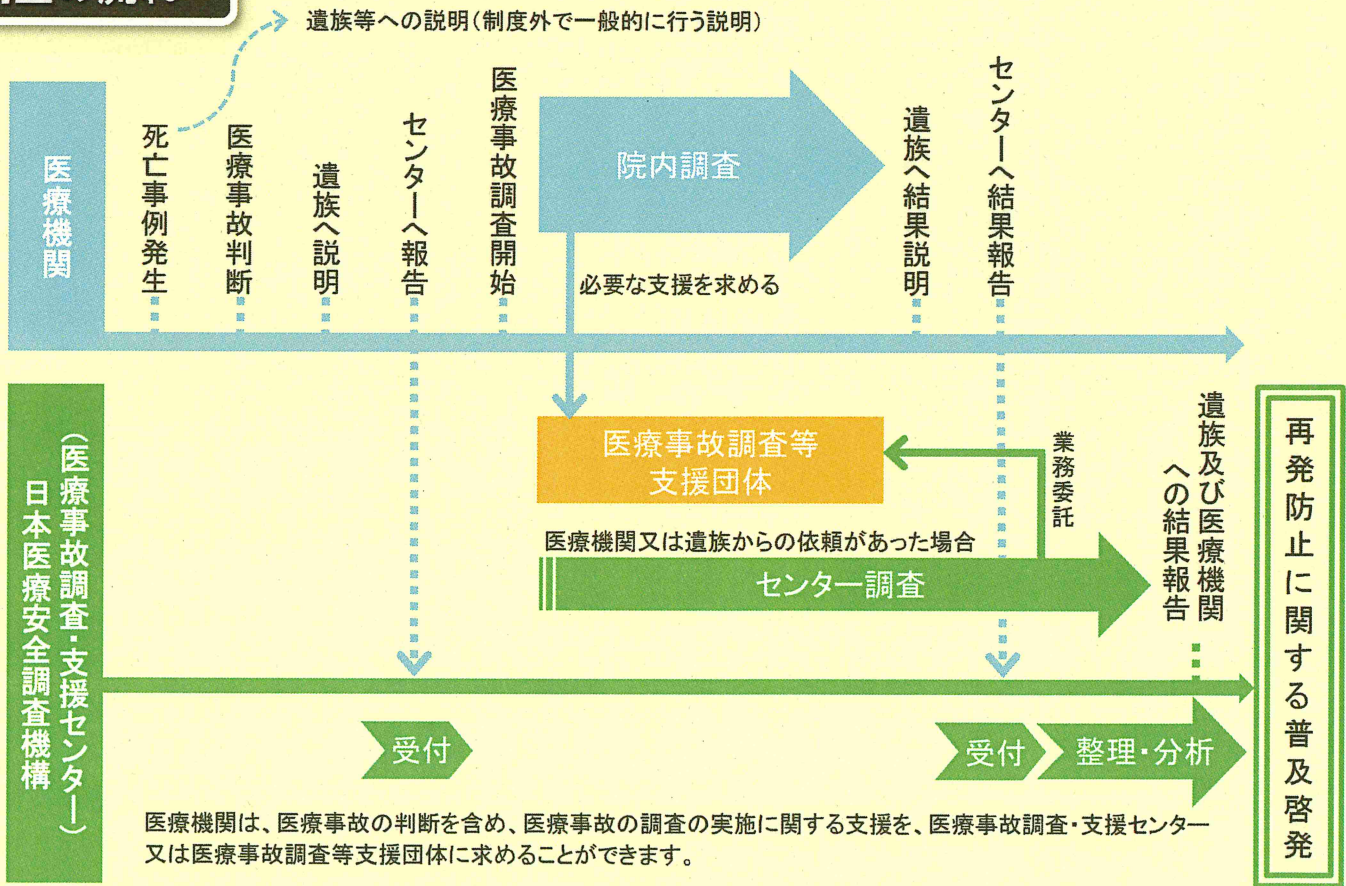 の流れ
遺族等への説明(制度外で一般的に行う説明)
医療機関
死亡事例発生
医療事故判断
遺族へ説明
センターへ報告
医療事故調査開始
院内調査
必要な支援を求める
遺族へ結果説明
センターへ結果報告
日本医療安全調査機構
(医療事故調査・支援センター)
医療事故調査等
支援団体
業務委託
医療機関又は遺族からの依頼があった場合
センター調査
遺族及び医療機関
への結果報告
受付
受付
整理・分析
再発防止に関する普及啓発
医療機関は、医療事故の判断を含め、医療事故の調査の実施に関する支援を、医療事故調査・支援センター
又は医療事故調査等支援団体に求めることができます。